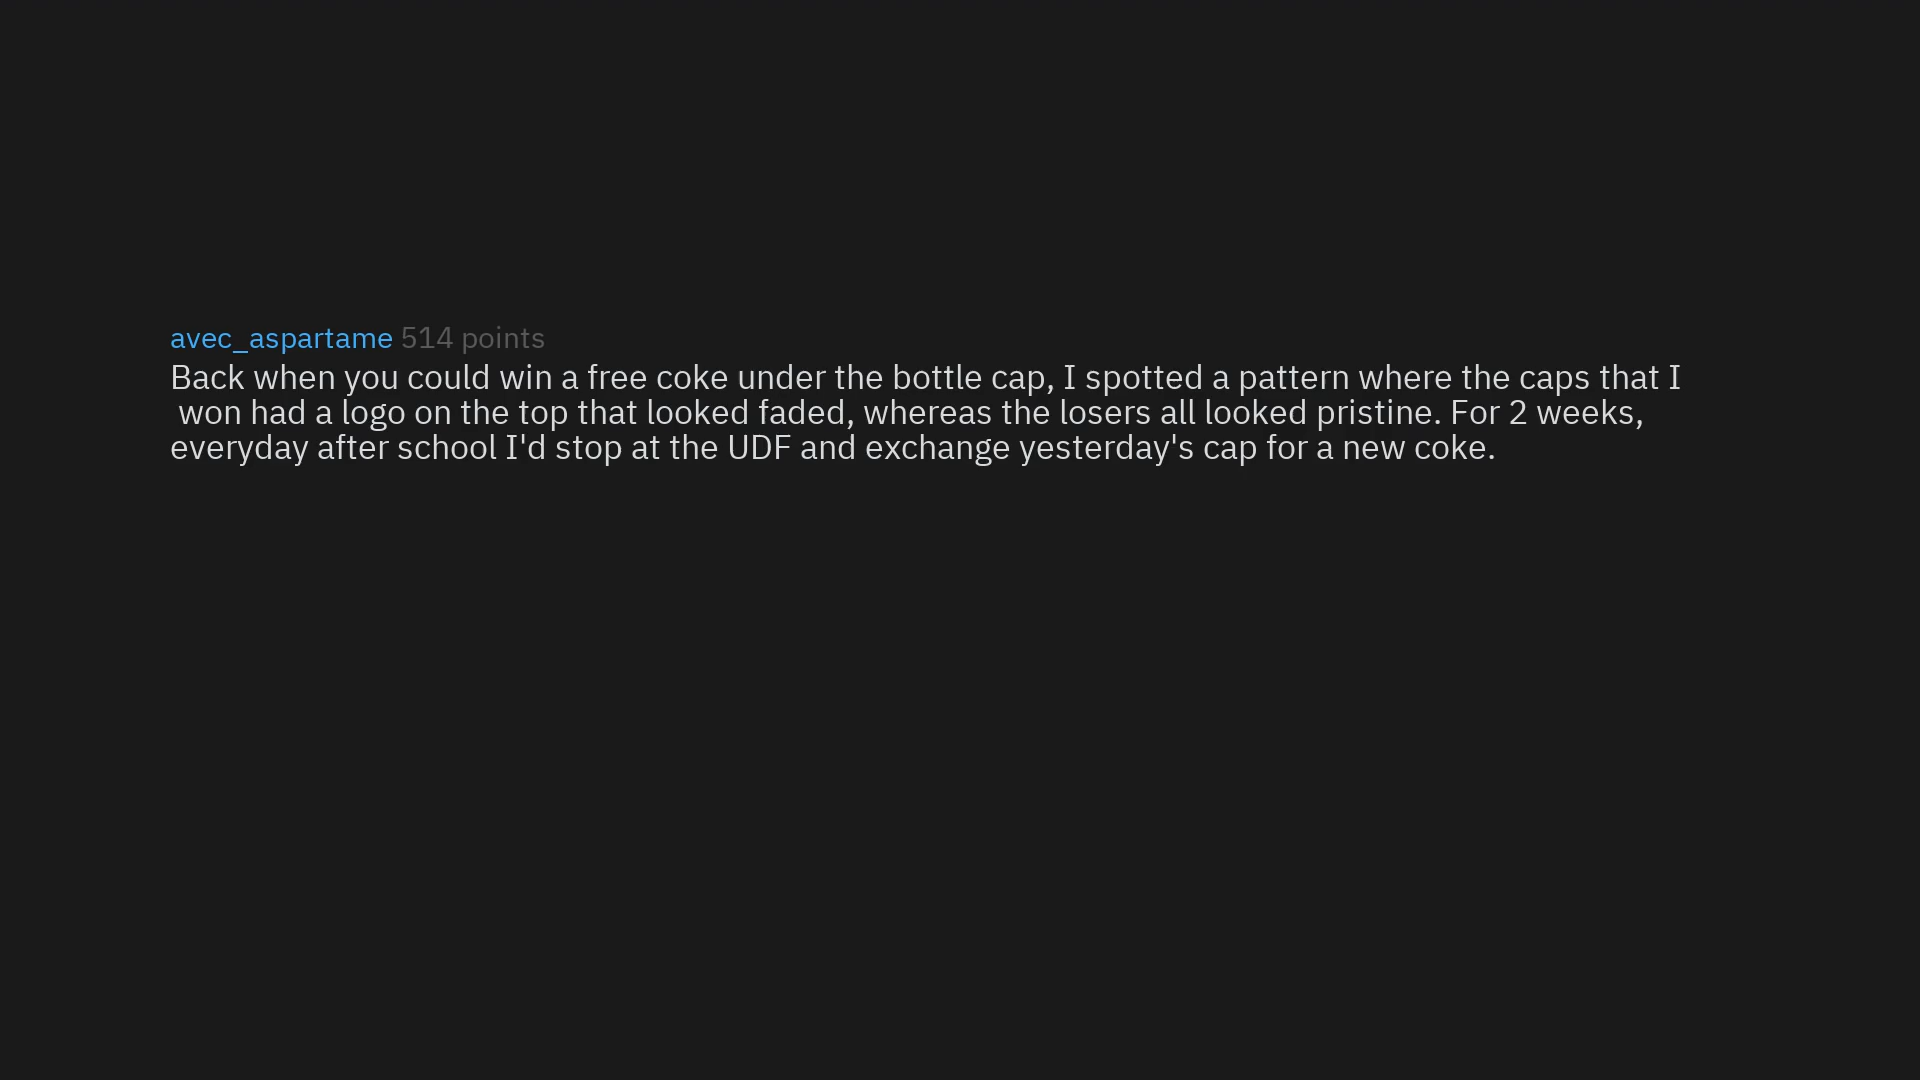 avec_aspartame 514 points
Back when you could win a free coke under the bottle cap, I spotted a pattern where the caps that I
won had a logo on the top that looked faded, whereas the losers all looked pristine. For 2 weeks,
everyday after school I'd stop at the UDF and exchange yesterday's cap for a new coke.